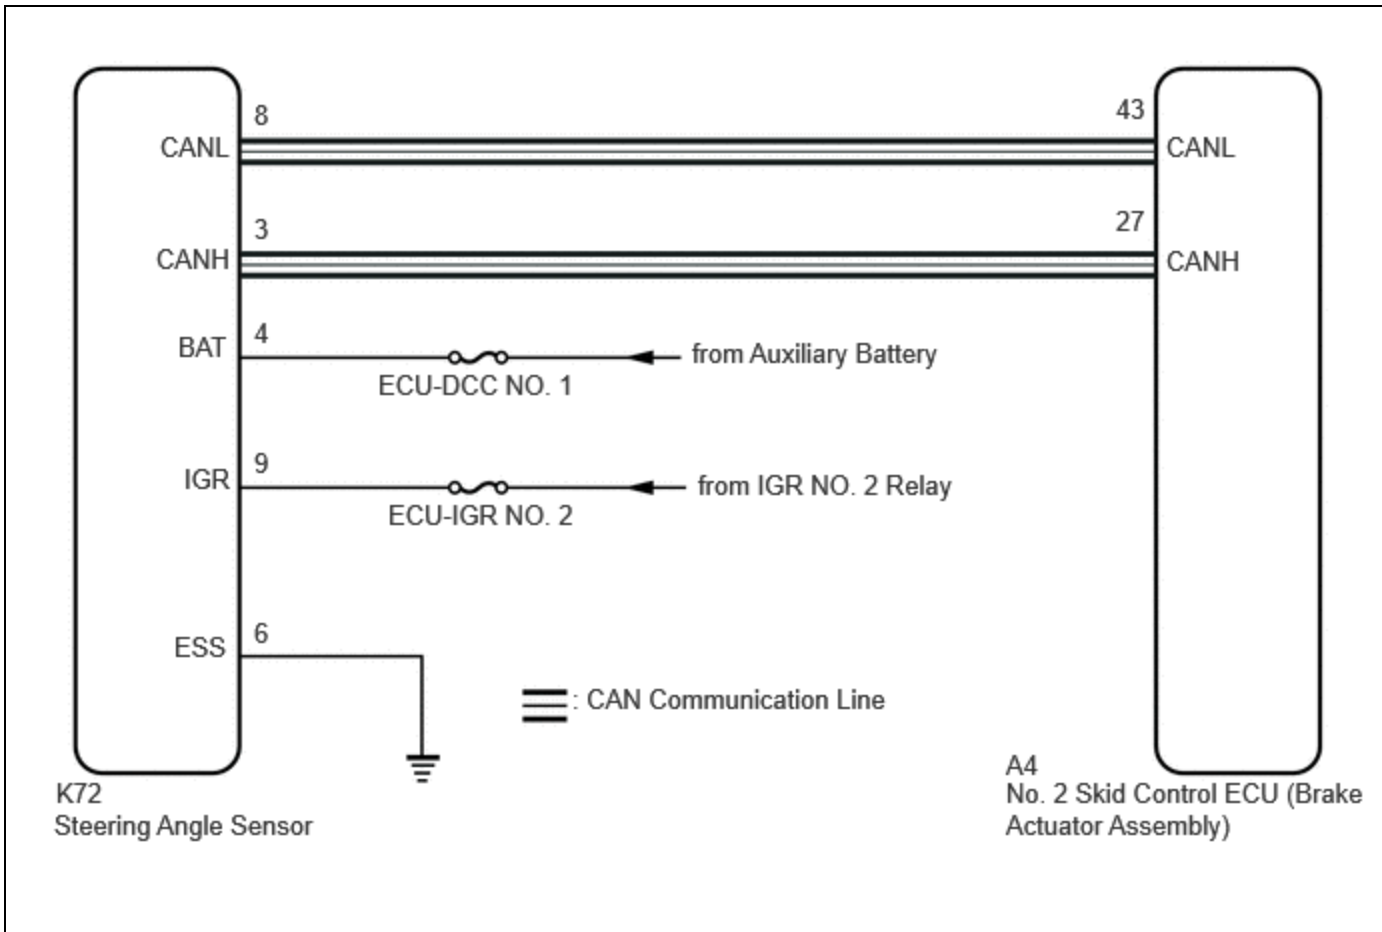 8
43
CANL
CANL
3
27
CANH
CANH
BAT
4
from Auxiliary Battery
ECU-DCC NO. 1
IGR
9
from IGR NO. 2 Relay
ECU-IGR NO. 2
ESS
6
: CAN Communication Line
K72
Steering Angle Sensor
A4
No. 2 Skid Control ECU (Brake
Actuator Assembly)